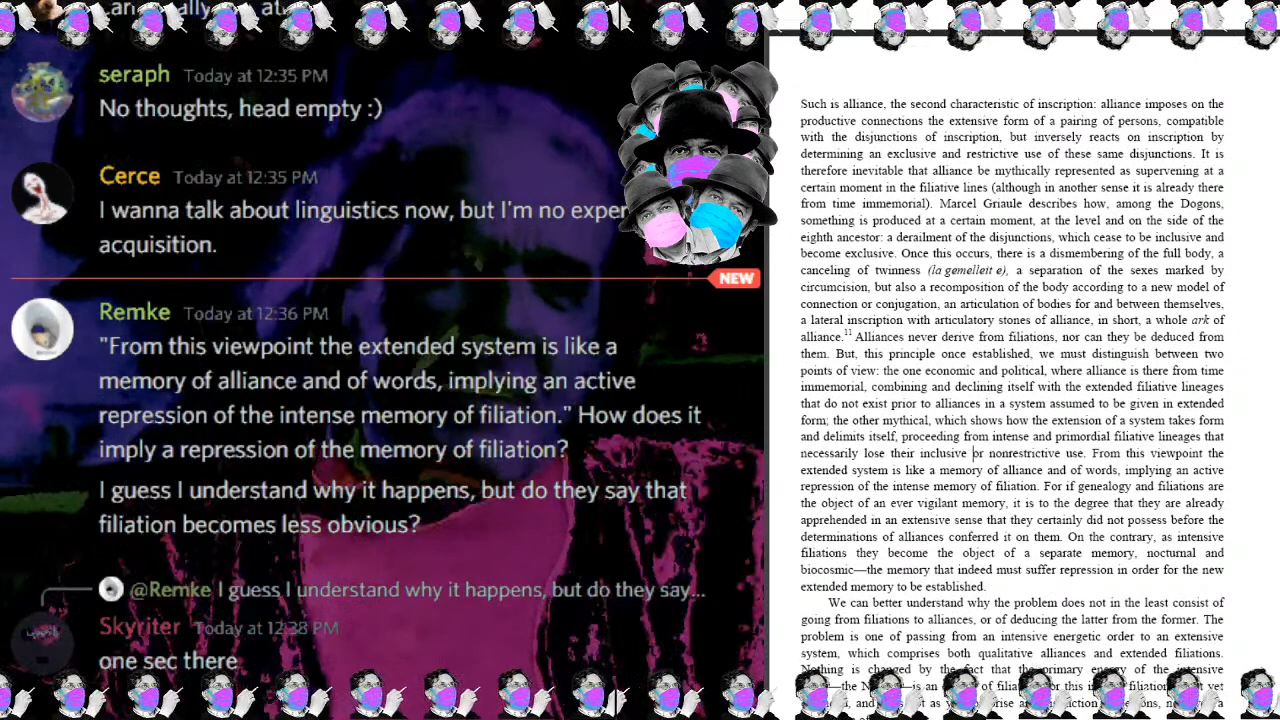 seraph Today at 12:35 PM
No thoughts, head empty :)
Cerce Today at 12:35 PM
I wanna talk about linguistics now, but I'm no exper
acquisition.
NEW
Remke Today at 12:36 PM
"From this viewpoint the extended system is like a
memory of alliance and of words, implying an active
repression of the intense memory of filiation." How does it
imply a repression of the memory of filiation?
I guess I understand why it happens, but do they say that
filiation becomes less obvious?
@Remke I guess I understand why it happens, but do they say...
Skyriter Today at 12:38 PM
one sec there
Such is alliance, the second characteristic of inscription: alliance imposes on the
productive connections the extensive form of a pairing of persons, compatible
with the disjunctions of inscription, but inversely reacts on inscription by
determining an exclusive and restrictive use of these same disjunctions. It is
therefore inevitable that alliance be mythically represented as supervening at a
certain moment in the filiative lines (although in another sense it is already there
from time immemorial). Marcel Griaule describes how, among the Dogons,
something is produced at a certain moment, at the level and on the side of the
eighth ancestor: a derailment of the disjunctions, which cease to be inclusive and
become exclusive. Once this occurs, there is a dismembering of the full body, a
canceling of twinness (la gemelleit e), a separation of the sexes marked by
circumcision, but also a recomposition of the body according to a new model of
connection or conjugation, an articulation of bodies for and between themselves,
a lateral inscription with articulatory stones of alliance, in short, a whole ark of
alliance.11 Alliances never derive from filiations, nor can they be deduced from
them. But, this principle once established, we must distinguish between two
points of view: the one economic and political, where alliance is there from time
immemorial, combining and declining itself with the extended filiative lineages
that do not exist prior to alliances in a system assumed to be given in extended
form; the other mythical, which shows how the extension of a system takes form
and delimits itself, proceeding from intense and primordial filiative lineages that
necessarily lose their inclusive or nonrestrictive use. From this viewpoint the
extended system is like a memory of alliance and of words, implying an active
repression of the intense memory of filiation. For if genealogy and filiations are
the object of an ever vigilant memory, it is to the degree that they are already
apprehended in an extensive sense that they certainly did not possess before the
determinations of alliances conferred it on them. On the contrary, as intensive
filiations they become the object of a separate memory, nocturnal and
biocosmic—the memory that indeed must suffer repression in order for the new
extended memory to be established.
We can better understand why the problem does not in the least consist of
going from filiations to alliances, or of deducing the latter from the former. The
problem is one of passing from an intensive energetic order to an extensive
system, which comprises both qualitative alliances and extended filiations.
Nothing is changed by the fact that the primary energy of the intensive